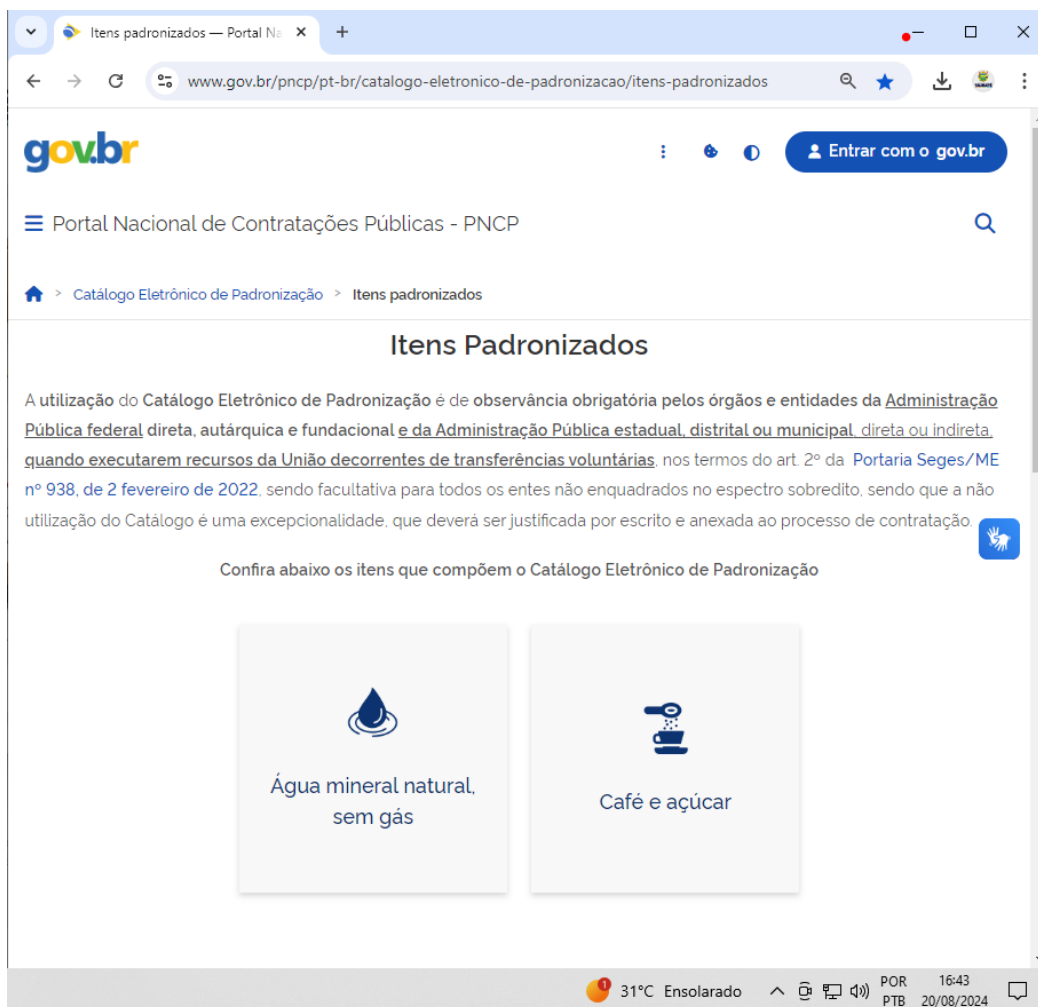 Itens padronizados — Portal Na
www.gov.br/pncp/pt-br/catalogo-eletronico-de-padronizacao/itens-padronizados
gov.br
Entrar com o gov.br
Portal Nacional de Contratações Públicas - PNCP
> Catálogo Eletrônico de Padronização > Itens padronizados
Itens Padronizados
A utilização do Catálogo Eletrônico de Padronização é de observância obrigatória pelos órgãos e entidades da Administração
Pública federal direta, autárquica e fundacional e da Administração Pública estadual, distrital ou municipal, direta ou indireta,
quando executarem recursos da União decorrentes de transferências voluntárias, nos termos do art. 2º da Portaria Seges/ME
nº 938, de 2 fevereiro de 2022, sendo facultativa para todos os entes não enquadrados no espectro sobredito, sendo que a não
utilização do Catálogo é uma excepcionalidade, que deverá ser justificada por escrito e anexada ao processo de contratação.
Confira abaixo os itens que compõem o Catálogo Eletrônico de Padronização
Água mineral natural,
sem gás
Café e açúcar
1
31°C Ensolarado
POR
PTB
16:43
20/08/2024